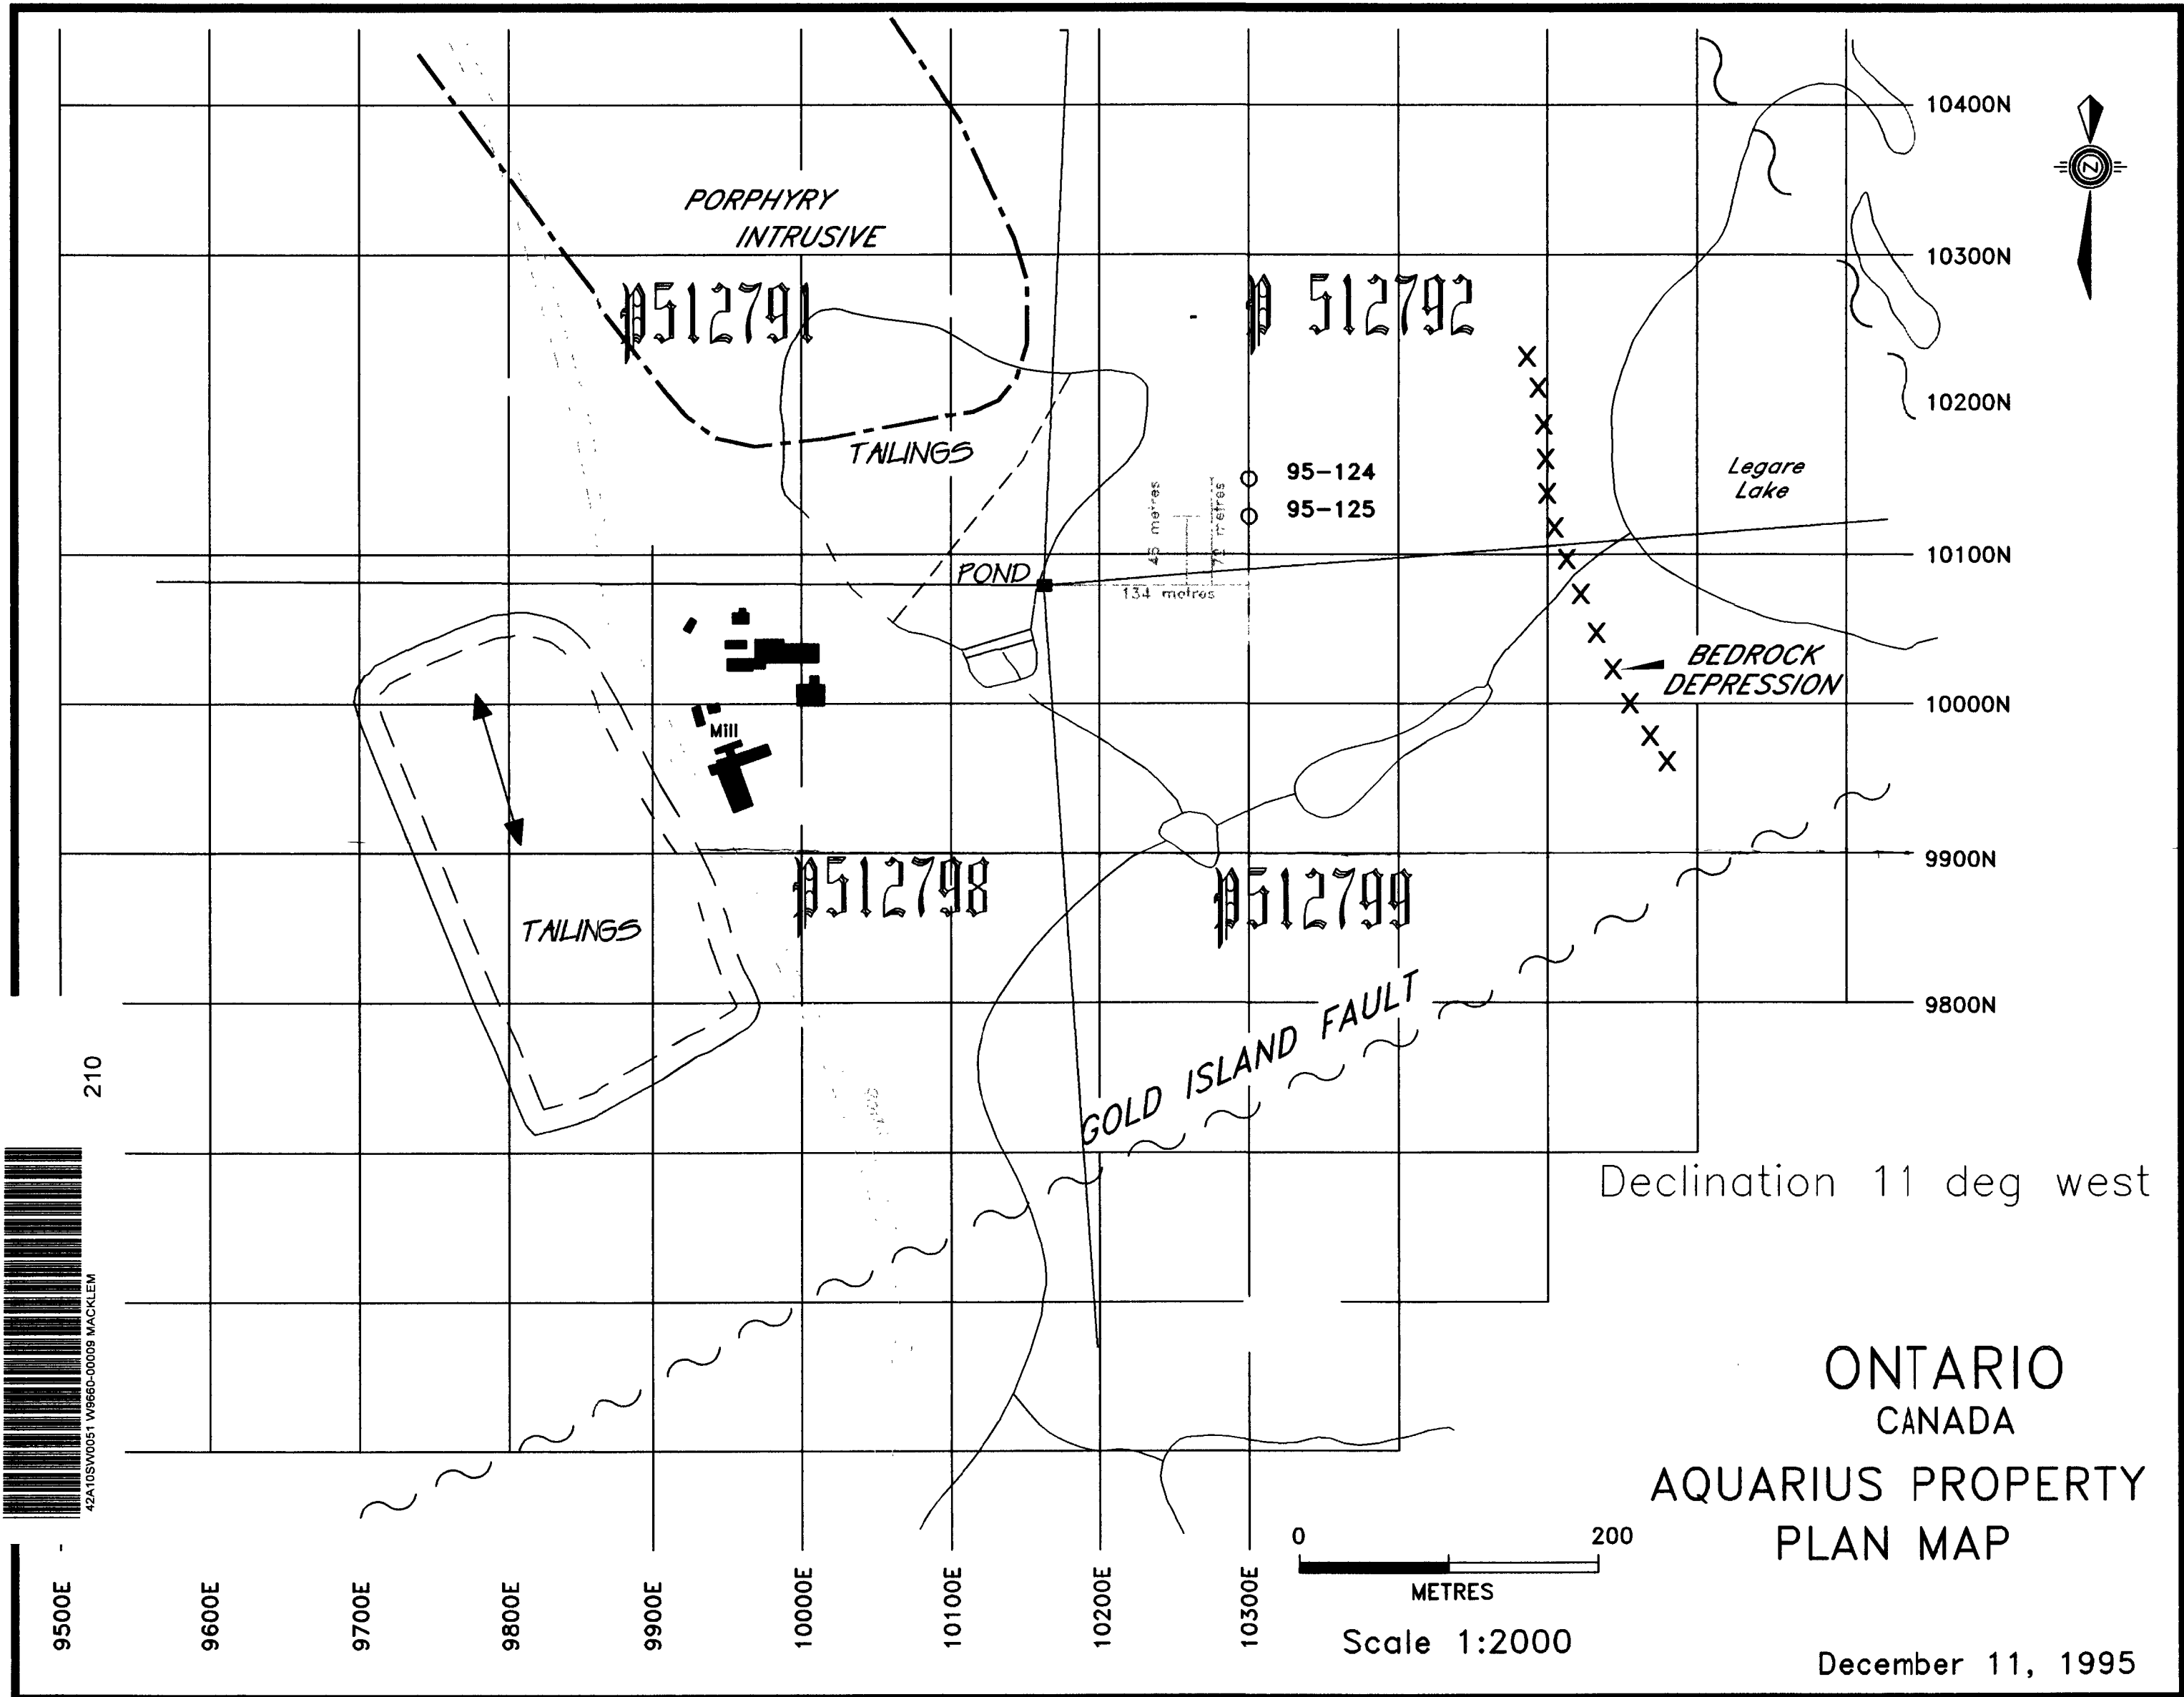 10400N
PORPHYRY
INTRUSIVE
N
10300N
P512791
P 512792
10200N
TAILINGS
95-124
95-125
Legare
Lake
45 metres
72 metres
10100N
POND
134 metres
BEDROCK
DEPRESSION
10000N
Mill
9900N
P512798
P512799
TAILINGS
GOLD ISLAND FAULT
9800N
210
Declination 11 deg west
42A10SW0051 W9660-00009 MACKLEM
ONTARIO
CANADA
AQUARIUS PROPERTY
PLAN MAP
0 200
METRES
Scale 1:2000
December 11, 1995
9500E
9600E
9700E
9800E
9900E
10000E
10100E
10200E
10300E